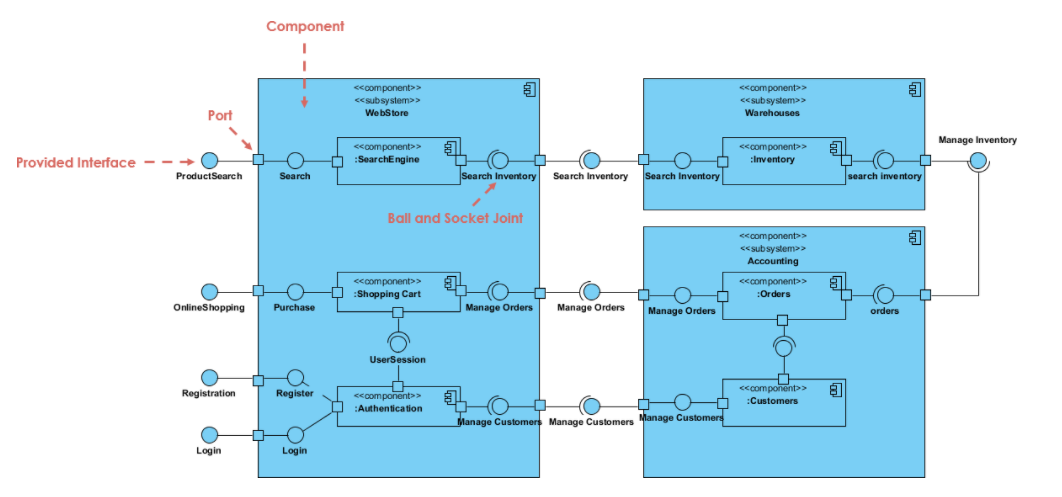 Component
<<component>>
<<subsystem>>
WebStore
<<component>>
<<subsystem>>
Warehouses
Port
Manage Inventory
Provided Interface
<<component>>
:SearchEngine
<<component>>
:Inventory
ProductSearch
Search
Search Inventory
Search Inventory
Search Inventory
search inventory
Ball and Socket Joint
<<component>>
<<subsystem>>
Accounting
<<component>>
:Shopping Cart
<<component>>
:Orders
OnlineShopping
Purchase
Manage Orders
Manage Orders
Manage Orders
orders
UserSession
Registration
Register
<<component>>
:Authentication
<<component>>
:Customers
Manage Customers
Manage Customers
Manage Customers
Login
Login